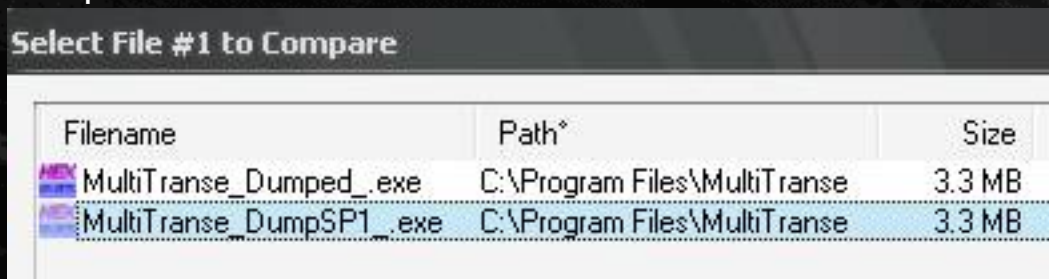 Select File #1 to Compare
Filename Path* Size
MultiTranse_Dumped_.exe C:\Program Files\MultiTranse 3.3 MB
MultiTranse_DumpSP1_.exe C:\Program Files\MultiTranse 3.3 MB